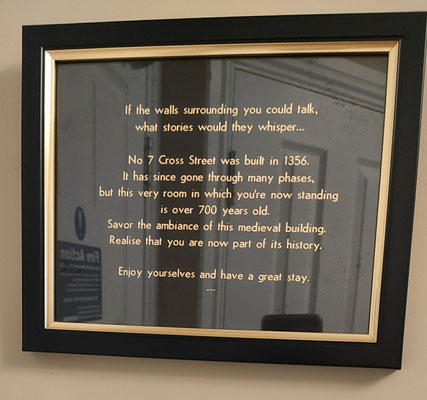 If the walls surrounding you could talk,
what stories would they whisper...
No 7 Cross Street was built in 1356.
It has since gone through many phases,
but this very room in which you're now standing
is over 700 years old.
Savor the ambiance of this medieval building.
Realise that you are now part of its history.
Enjoy yourselves and have a great stay.
---
Fire Action